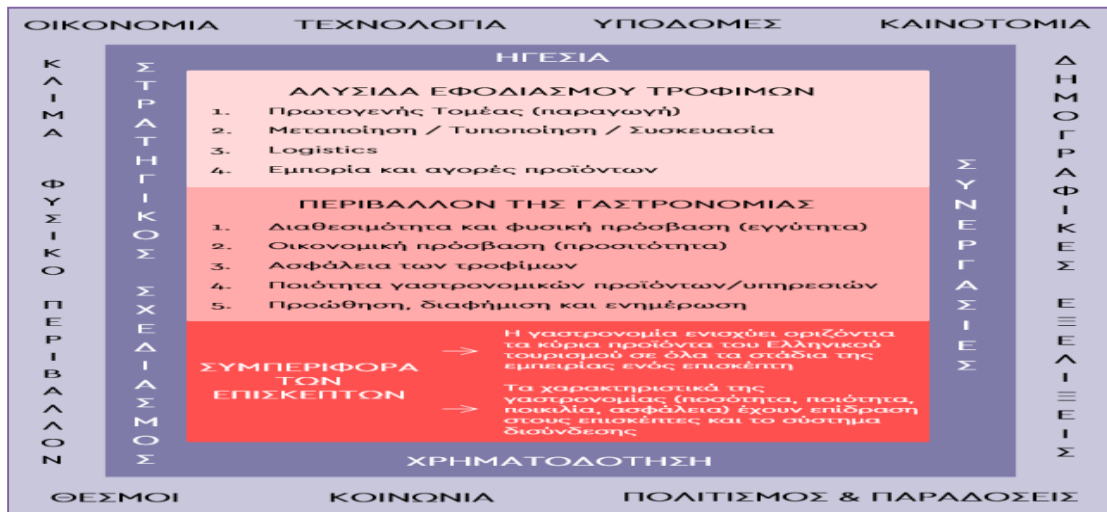 ΟΙΚΟΝΟΜΙΑ ΤΕΧΝΟΛΟΓΙΑ ΥΠΟΔΟΜΕΣ ΚΑΙΝΟΤΟΜΙΑ
ΚΛΙΜΑ ΦΥΣΙΚΟ ΠΕΡΙΒΑΛΛΟΝ
ΣΤΡΑΤΗΓΙΚΟΣ ΣΧΕΔΙΑΣΜΟΣ
ΗΓΕΣΙΑ
ΑΛΥΣΙΔΑ ΕΦΟΔΙΑΣΜΟΥ ΤΡΟΦΙΜΩΝ
1. Πρωτογενής Τομέας (παραγωγή)
2. Μεταποίηση / Τυποποίηση / Συσκευασία
3. Logistics
4. Εμπορία και αγορές προϊόντων
ΠΕΡΙΒΑΛΛΟΝ ΤΗΣ ΓΑΣΤΡΟΝΟΜΙΑΣ
1. Διαθεσιμότητα και φυσική πρόσβαση (εγγύτητα)
2. Οικονομική πρόσβαση (προσιτότητα)
3. Ασφάλεια των τροφίμων
4. Ποιότητα γαστρονομικών προϊόντων/υπηρεσιών
5. Προώθηση, διαφήμιση και ενημέρωση
ΣΥΜΠΕΡΙΦΟΡΑ
ΤΩΝ
ΕΠΙΣΚΕΠΤΩΝ
→ Η γαστρονομία ενισχύει οριζόντια
τα κύρια προϊόντα του Ελληνικού
τουρισμού σε όλα τα στάδια της
εμπειρίας ενός επισκέπτη
→ Τα χαρακτηριστικά της
γαστρονομίας (ποσότητα, ποιότητα,
ποικιλία, ασφάλεια) έχουν επίδραση
στους επισκέπτες και το σύστημα
διασύνδεσης
ΣΥΝΕΡΓΑΣΙΕΣ
ΔΗΜΟΓΡΑΦΙΚΕΣ ΕΞΕΛΙΞΕΙΣ
ΧΡΗΜΑΤΟΔΟΤΗΣΗ
ΘΕΣΜΟΙ ΚΟΙΝΩΝΙΑ ΠΟΛΙΤΙΣΜΟΣ & ΠΑΡΑΔΟΣΕΙΣ